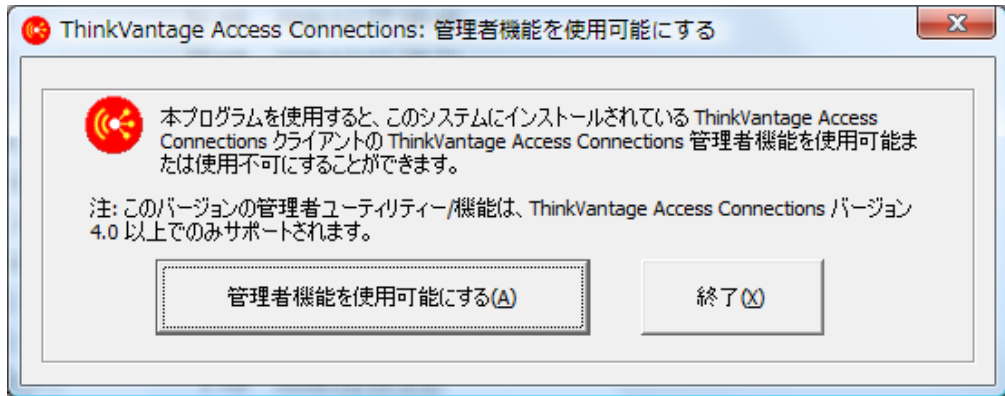 ThinkVantage Access Connections: 管理者機能を使用可能にする
本プログラムを使用すると、このシステムにインストールされている ThinkVantage Access
Connections クライアントの ThinkVantage Access Connections 管理者機能を使用可能ま
たは使用不可にすることができます。
注: このバージョンの管理者ユーティリティー/機能は、ThinkVantage Access Connections バージョン
4.0 以上でのみサポートされます。
管理者機能を使用可能にする(A)
終了(X)